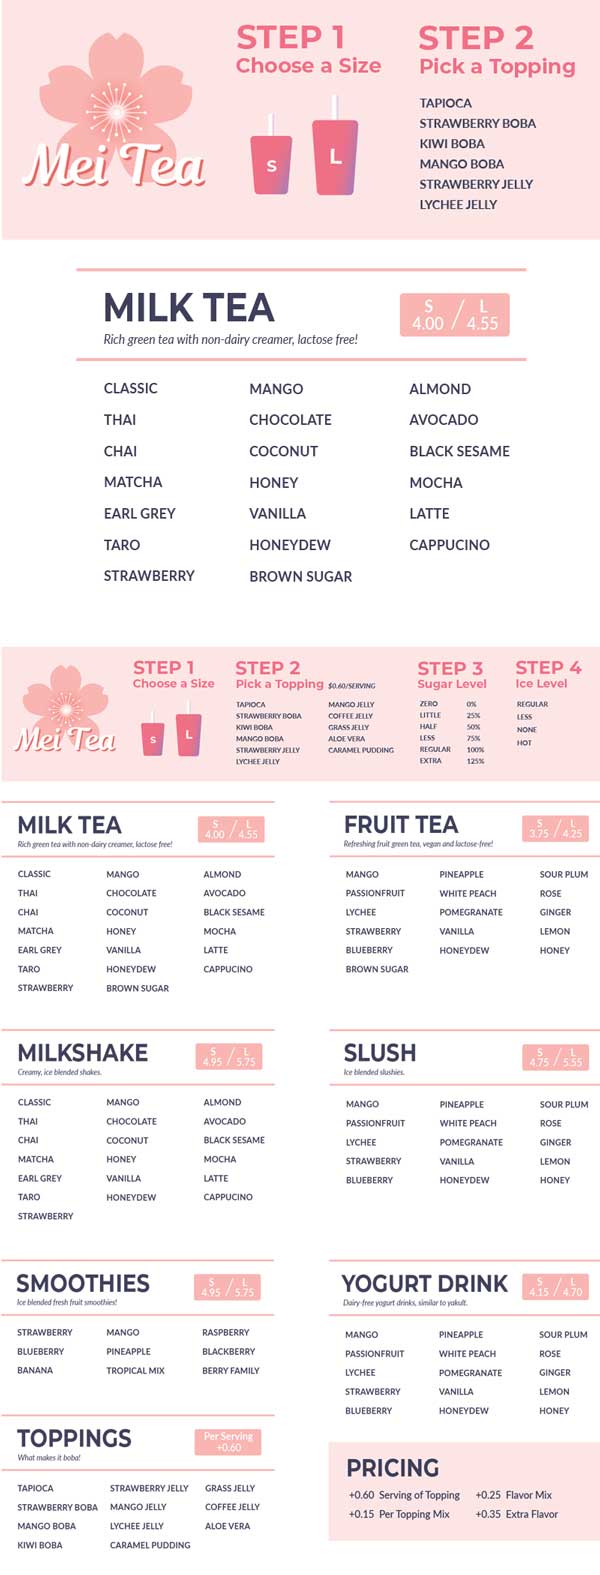 Mei Tea
STEP 1
Choose a Size
S
L
STEP 2
Pick a Topping
TAPIOCA
STRAWBERRY BOBA
KIWI BOBA
MANGO BOBA
STRAWBERRY JELLY
LYCHEE JELLY
MILK TEA
Rich green tea with non-dairy creamer, lactose free!
S / L
4.00 / 4.55
CLASSIC MANGO ALMOND
THAI CHOCOLATE AVOCADO
CHAI COCONUT BLACK SESAME
MATCHA HONEY MOCHA
EARL GREY VANILLA LATTE
TARO HONEYDEW CAPPUCINO
STRAWBERRY BROWN SUGAR
Mei Tea
STEP 1
Choose a Size
S
L
STEP 2
Pick a Topping $0.60/SERVING
TAPIOCA MANGO JELLY
STRAWBERRY BOBA COFFEE JELLY
KIWI BOBA GRASS JELLY
MANGO BOBA ALOE VERA
STRAWBERRY JELLY CARAMEL PUDDING
LYCHEE JELLY
STEP 3
Sugar Level
ZERO 0%
LITTLE 25%
HALF 50%
LESS 75%
REGULAR 100%
EXTRA 125%
STEP 4
Ice Level
REGULAR
LESS
NONE
HOT
MILK TEA
Rich green tea with non-dairy creamer, lactose free!
S / L
4.00 / 4.55
CLASSIC MANGO ALMOND
THAI CHOCOLATE AVOCADO
CHAI COCONUT BLACK SESAME
MATCHA HONEY MOCHA
EARL GREY VANILLA LATTE
TARO HONEYDEW CAPPUCINO
STRAWBERRY BROWN SUGAR
FRUIT TEA
Refreshing fruit green tea, vegan and lactose-free!
S / L
3.75 / 4.25
MANGO PINEAPPLE SOUR PLUM
PASSIONFRUIT WHITE PEACH ROSE
LYCHEE POMEGRANATE GINGER
STRAWBERRY VANILLA LEMON
BLUEBERRY HONEYDEW HONEY
BROWN SUGAR
MILKSHAKE
Creamy, ice blended shakes.
S / L
4.95 / 5.75
CLASSIC MANGO ALMOND
THAI CHOCOLATE AVOCADO
CHAI COCONUT BLACK SESAME
MATCHA HONEY MOCHA
EARL GREY VANILLA LATTE
TARO HONEYDEW CAPPUCINO
STRAWBERRY
SLUSH
Ice blended slushies.
S / L
4.75 / 5.55
MANGO PINEAPPLE SOUR PLUM
PASSIONFRUIT WHITE PEACH ROSE
LYCHEE POMEGRANATE GINGER
STRAWBERRY VANILLA LEMON
BLUEBERRY HONEYDEW HONEY
SMOOTHIES
Ice blended fresh fruit smoothies!
S / L
4.95 / 5.75
STRAWBERRY MANGO RASPBERRY
BLUEBERRY PINEAPPLE BLACKBERRY
BANANA TROPICAL MIX BERRY FAMILY
YOGURT DRINK
Dairy-free yogurt drinks, similar to yakult.
S / L
4.15 / 4.70
MANGO PINEAPPLE SOUR PLUM
PASSIONFRUIT WHITE PEACH ROSE
LYCHEE POMEGRANATE GINGER
STRAWBERRY VANILLA LEMON
BLUEBERRY HONEYDEW HONEY
TOPPINGS
What makes it boba!
Per Serving
+0.60
TAPIOCA STRAWBERRY JELLY GRASS JELLY
STRAWBERRY BOBA MANGO JELLY COFFEE JELLY
MANGO BOBA LYCHEE JELLY ALOE VERA
KIWI BOBA CARAMEL PUDDING
PRICING
+0.60 Serving of Topping +0.25 Flavor Mix
+0.15 Per Topping Mix +0.35 Extra Flavor